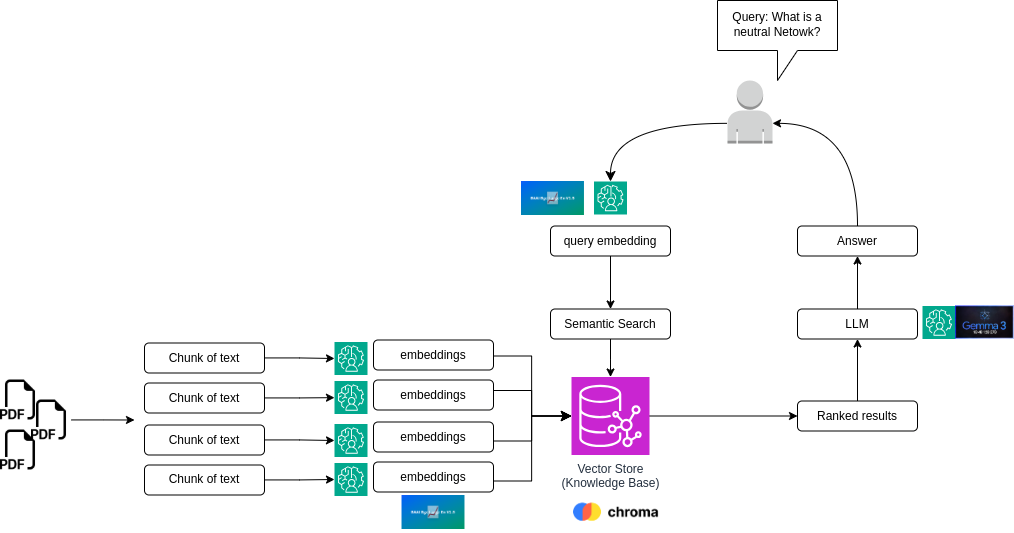 Query: What is a
neutral Netowk?
query embedding
Answer
Semantic Search
LLM
Gemma 3
Chunk of text
embeddings
Chunk of text
embeddings
Chunk of text
embeddings
Chunk of text
embeddings
PDF
PDF
PDF
Ranked results
Vector Store
(Knowledge Base)
chroma